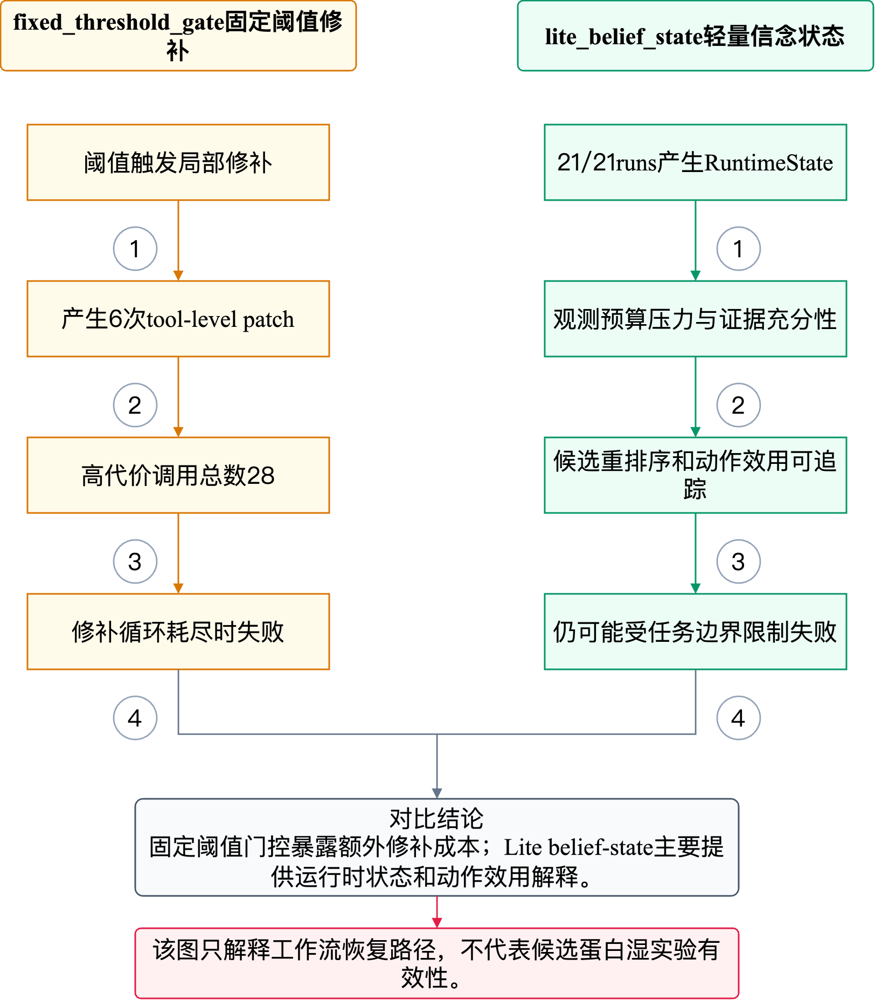 fixed_threshold_gate固定阈值修
补
阈值触发局部修补
1
产生6次tool-level patch
2
高代价调用总数28
3
修补循环耗尽时失败
4
lite_belief_state轻量信念状态
21/21runs产生RuntimeState
1
观测预算压力与证据充分性
2
候选重排序和动作效用可追
踪
3
仍可能受任务边界限制失败
4
对比结论
固定阈值门控暴露额外修补成本；Lite belief-state主要提
供运行时状态和动作效用解释。
该图只解释工作流恢复路径，不代表候选蛋白湿实验有
效性。